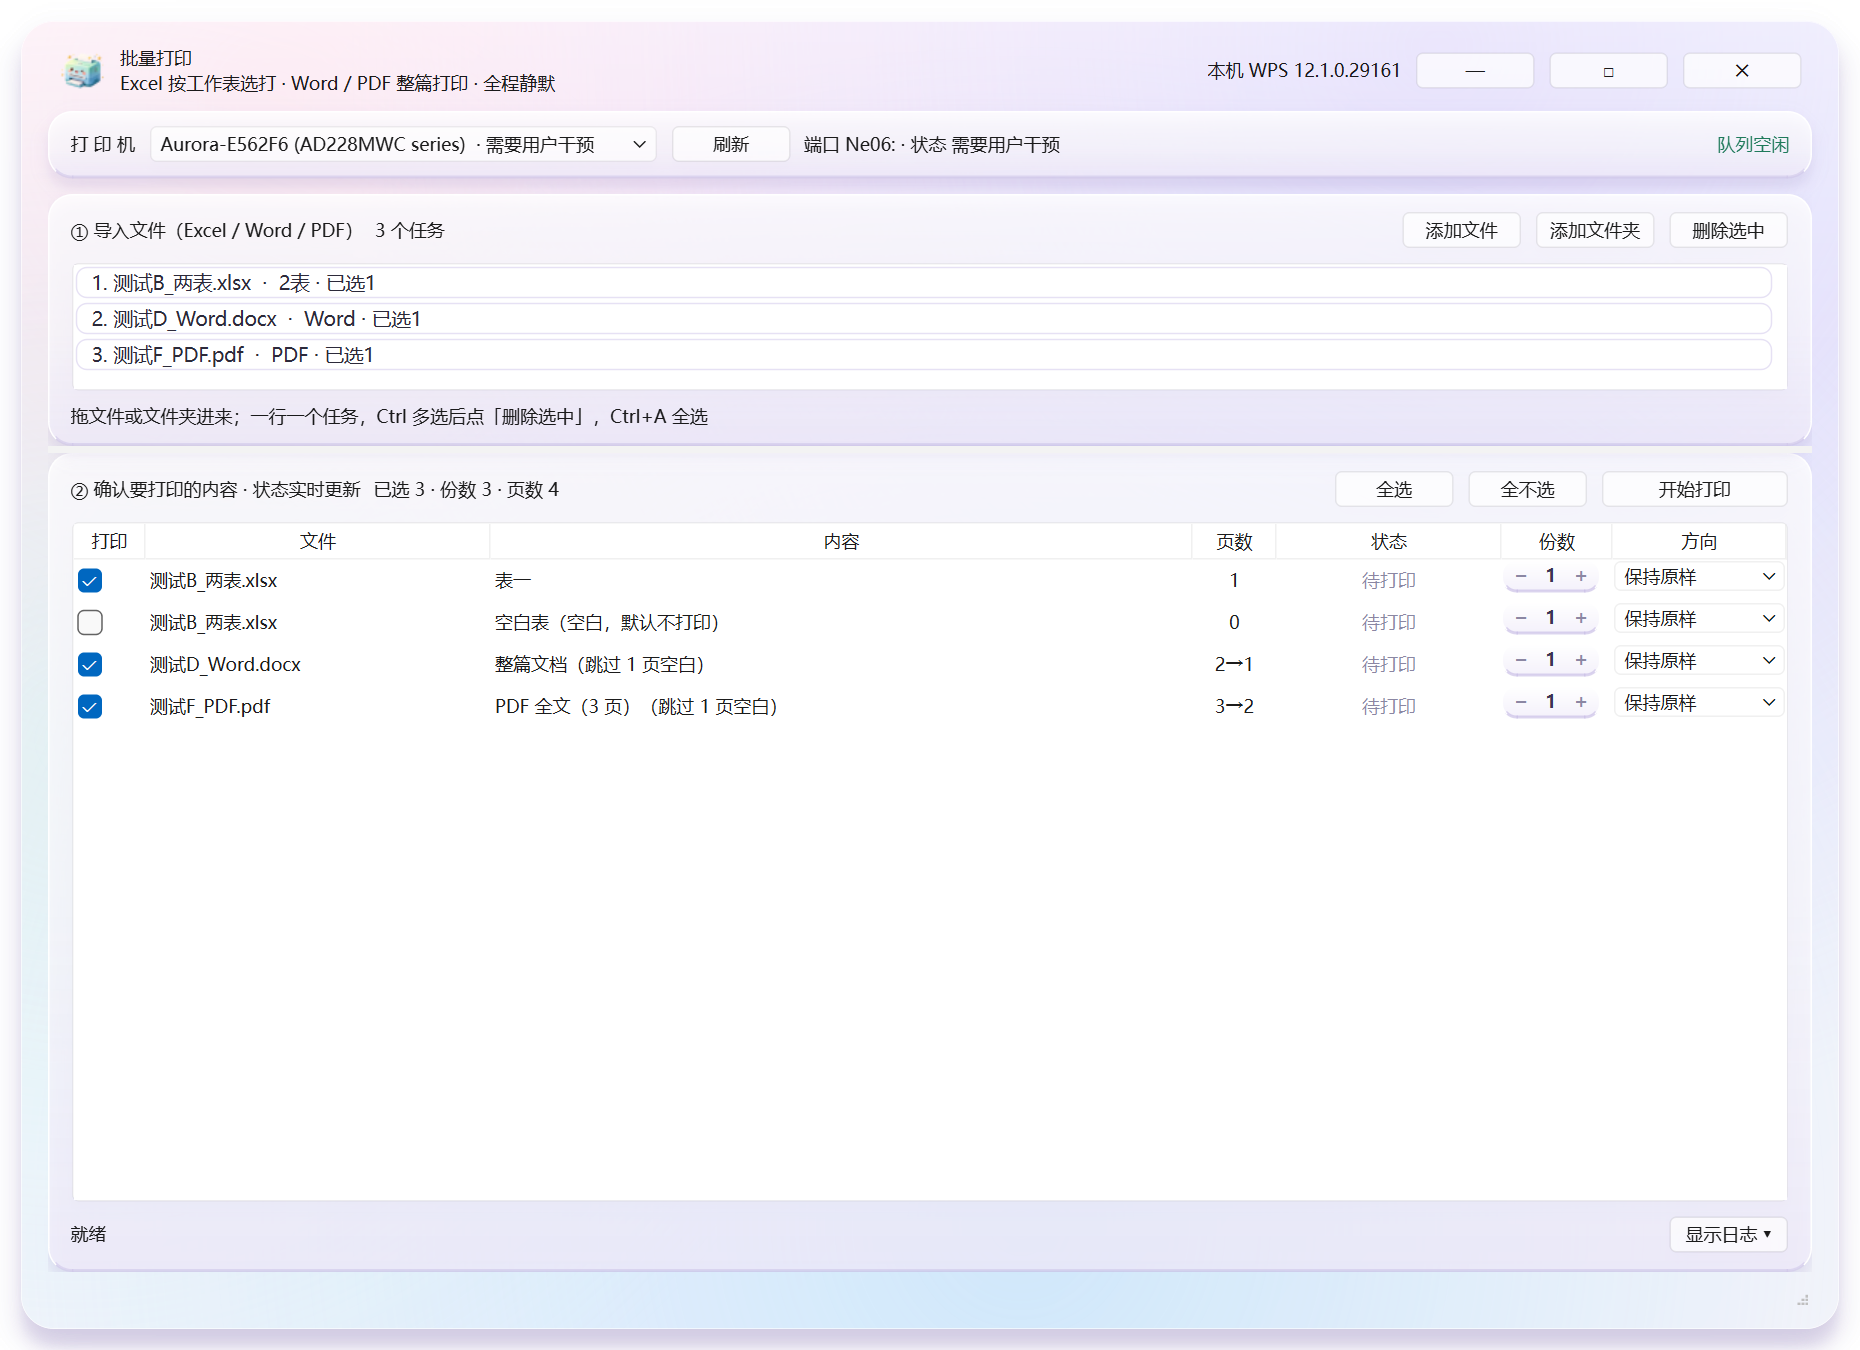 批量打印
Excel 按工作表选打 · Word / PDF 整篇打印 · 全程静默
本机 WPS 12.1.0.29161 — □ ✕
打 印 机 Aurora-E562F6 (AD228MWC series) · 需要用户干预 刷新 端口 Ne06: · 状态 需要用户干预 队列空闲
① 导入文件（Excel / Word / PDF） 3 个任务 添加文件 添加文件夹 删除选中
1. 测试B_两表.xlsx · 2表 · 已选1
2. 测试D_Word.docx · Word · 已选1
3. 测试F_PDF.pdf · PDF · 已选1
拖文件或文件夹进来；一行一个任务，Ctrl 多选后点「删除选中」，Ctrl+A 全选
② 确认要打印的内容 · 状态实时更新 已选 3 · 份数 3 · 页数 4 全选 全不选 开始打印
打印 文件 内容 页数 状态 份数 方向
测试B_两表.xlsx 表一 1 待打印 − 1 + 保持原样
测试B_两表.xlsx 空白表（空白，默认不打印） 0 待打印 − 1 + 保持原样
测试D_Word.docx 整篇文档（跳过 1 页空白） 2→1 待打印 − 1 + 保持原样
测试F_PDF.pdf PDF 全文（3 页）（跳过 1 页空白） 3→2 待打印 − 1 + 保持原样
就绪 显示日志 ▾